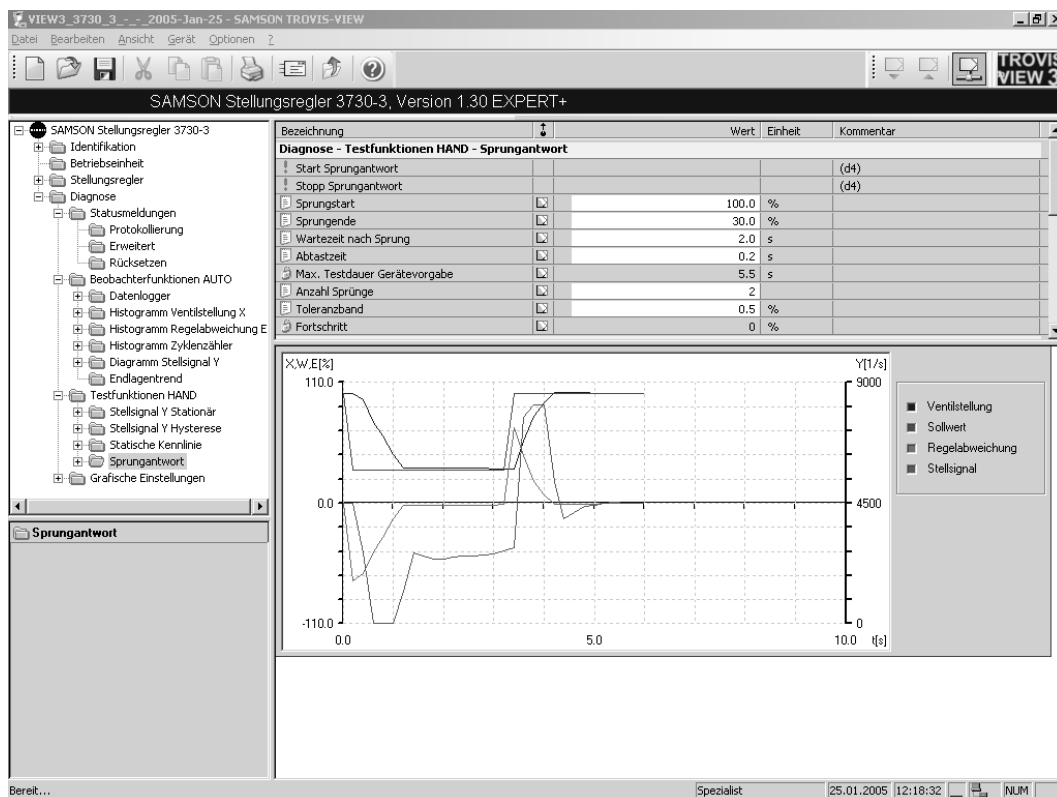 VIEW3_3730_3_-_-_2005-Jan-25 - SAMSON TROVIS-VIEW
Datei Bearbeiten Ansicht Gerät Optionen ?
TROVIS
VIEW 3
SAMSON Stellungsregler 3730-3, Version 1.30 EXPERT+
SAMSON Stellungsregler 3730-3
Identifikation
Betriebseinheit
Stellungsregler
Diagnose
Statusmeldungen
Protokollierung
Erweitert
Rücksetzen
Beobachterfunktionen AUTO
Datenlogger
Histogramm Ventilstellung X
Histogramm Regelabweichung E
Histogramm Zyklenzähler
Diagramm Stellsignal Y
Endlagentrend
Testfunktionen HAND
Stellsignal Y Stationär
Stellsignal Y Hysterese
Statische Kennlinie
Sprungantwort
Grafische Einstellungen
Sprungantwort
Bezeichnung Wert Einheit Kommentar
Diagnose - Testfunktionen HAND - Sprungantwort
Start Sprungantwort (d4)
Stopp Sprungantwort (d4)
Sprungstart 100.0 %
Sprungende 30.0 %
Wartezeit nach Sprung 2.0 s
Abtastzeit 0.2 s
Max. Testdauer Gerätevorgabe 5.5 s
Anzahl Sprünge 2
Toleranzband 0.5 %
Fortschritt 0 %
X,W,E[%] Y[1/s]
110.0 9000
0.0 4500
-110.0 0
0.0 5.0 10.0 t[s]
Ventilstellung
Sollwert
Regelabweichung
Stellsignal
Bereit... Spezialist 25.01.2005 12:18:32 NUM